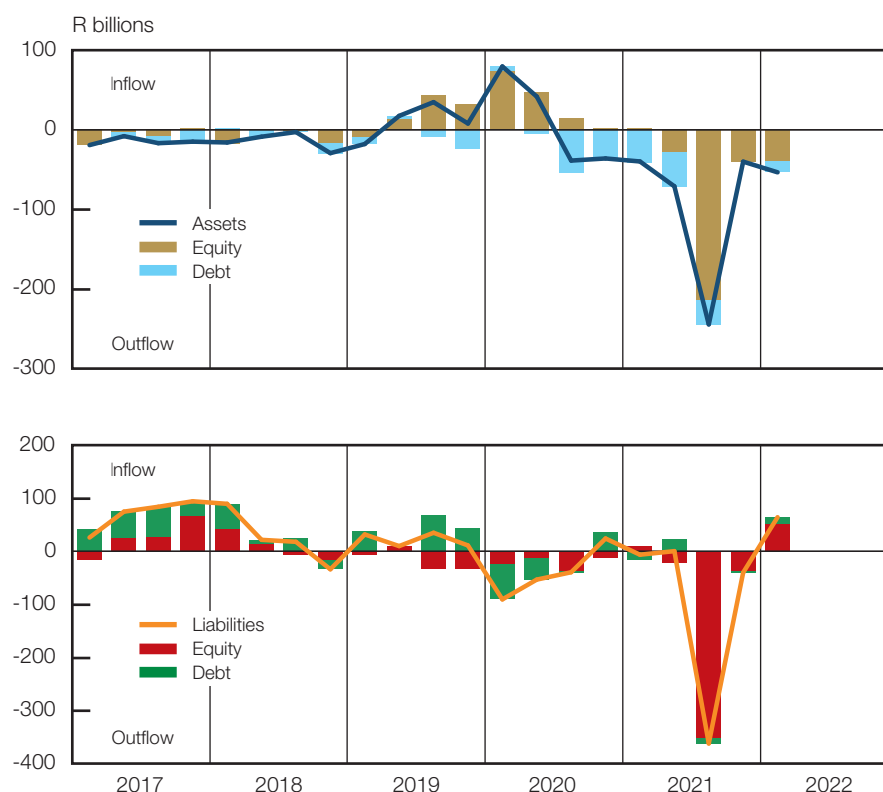 R billions
100
Inflow
0
-100
Assets
Equity
Debt
-200
Outflow
-300
200
Inflow
100
0
-100
Liabilities
Equity
Debt
-200
-300
Outflow
-400
2017 2018 2019 2020 2021 2022